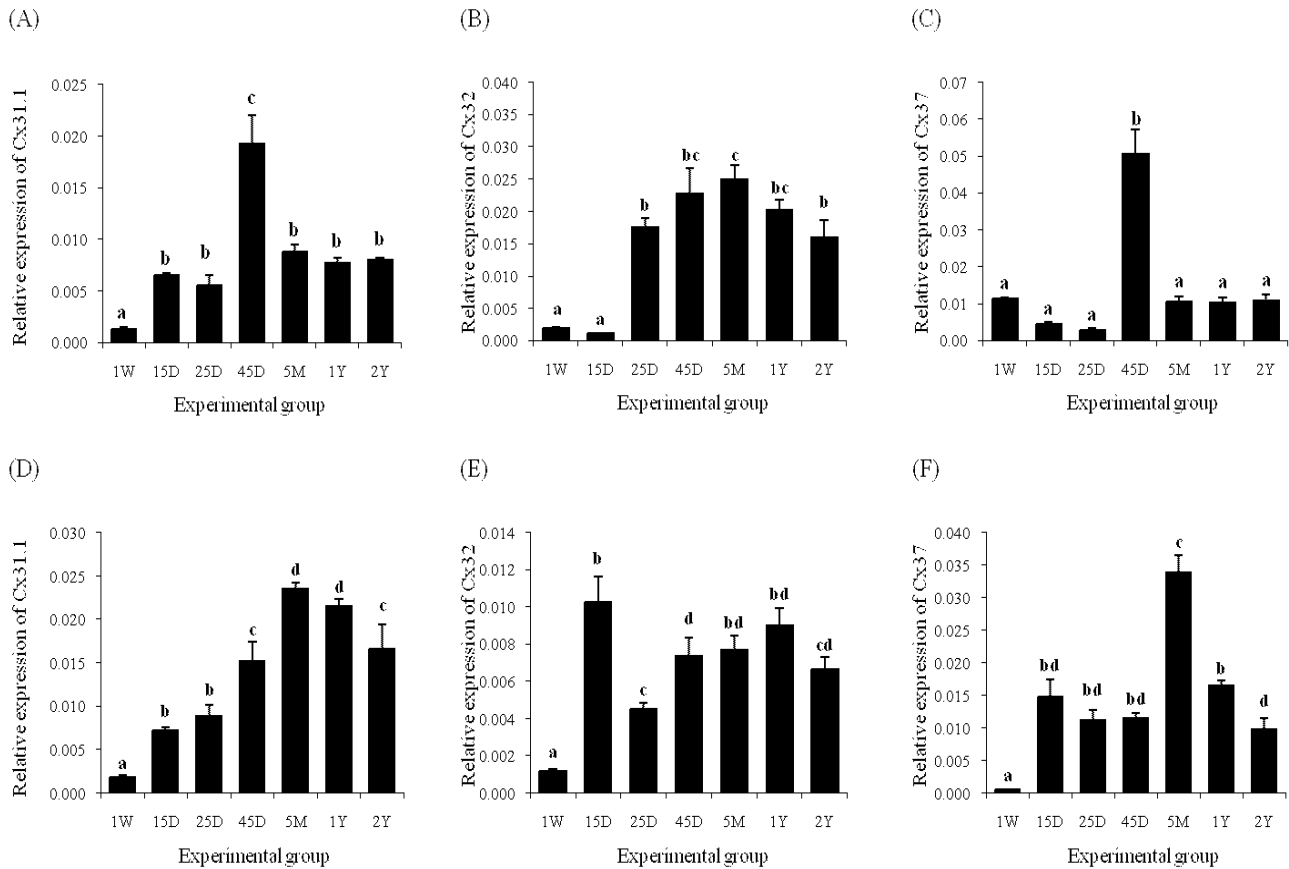 (A)
Relative expression of Cx31.1
0.025
0.020
0.015
0.010
0.005
0.000
a
b
b
c
b
b
b
1W 15D 25D 45D 5M 1Y 2Y
Experimental group
(B)
Relative expression of Cx32
0.040
0.035
0.030
0.025
0.020
0.015
0.010
0.005
0.000
a
a
b
bc
c
bc
b
1W 15D 25D 45D 5M 1Y 2Y
Experimental group
(C)
Relative expression of Cx37
0.07
0.06
0.05
0.04
0.03
0.02
0.01
0.00
a
a
a
b
a
a
a
1W 15D 25D 45D 5M 1Y 2Y
Experimental group
(D)
Relative expression of Cx31.1
0.030
0.025
0.020
0.015
0.010
0.005
0.000
a
b
b
c
d
d
c
1W 15D 25D 45D 5M 1Y 2Y
Experimental group
(E)
Relative expression of Cx32
0.014
0.012
0.010
0.008
0.006
0.004
0.002
0.000
a
b
c
d
bd
bd
cd
1W 15D 25D 45D 5M 1Y 2Y
Experimental group
(F)
Relative expression of Cx37
0.040
0.035
0.030
0.025
0.020
0.015
0.010
0.005
0.000
a
bd
bd
bd
c
b
d
1W 15D 25D 45D 5M 1Y 2Y
Experimental group